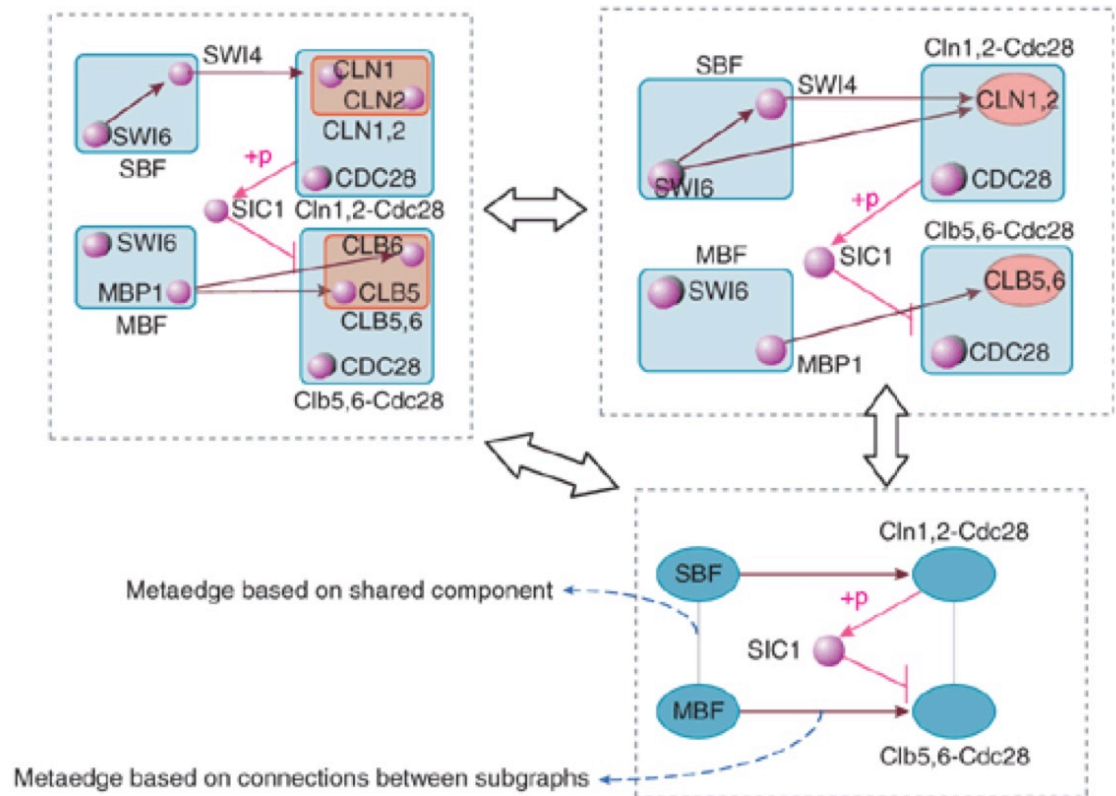 SWI4
CLN1
CLN2
SWI6
CLN1,2
SBF
+p
CDC28
SIC1
Cln1,2-Cdc28
SWI6
CLB6
MBP1
CLB5
MBF
CLB5,6
CDC28
Clb5,6-Cdc28
Cln1,2-Cdc28
SBF
SWI4
CLN1,2
SWI6
CDC28
+p
Clb5,6-Cdc28
MBF
SIC1
CLB5,6
SWI6
CDC28
MBP1
Cln1,2-Cdc28
SBF
+p
SIC1
MBF
Clb5,6-Cdc28
Metaedge based on shared component
Metaedge based on connections between subgraphs